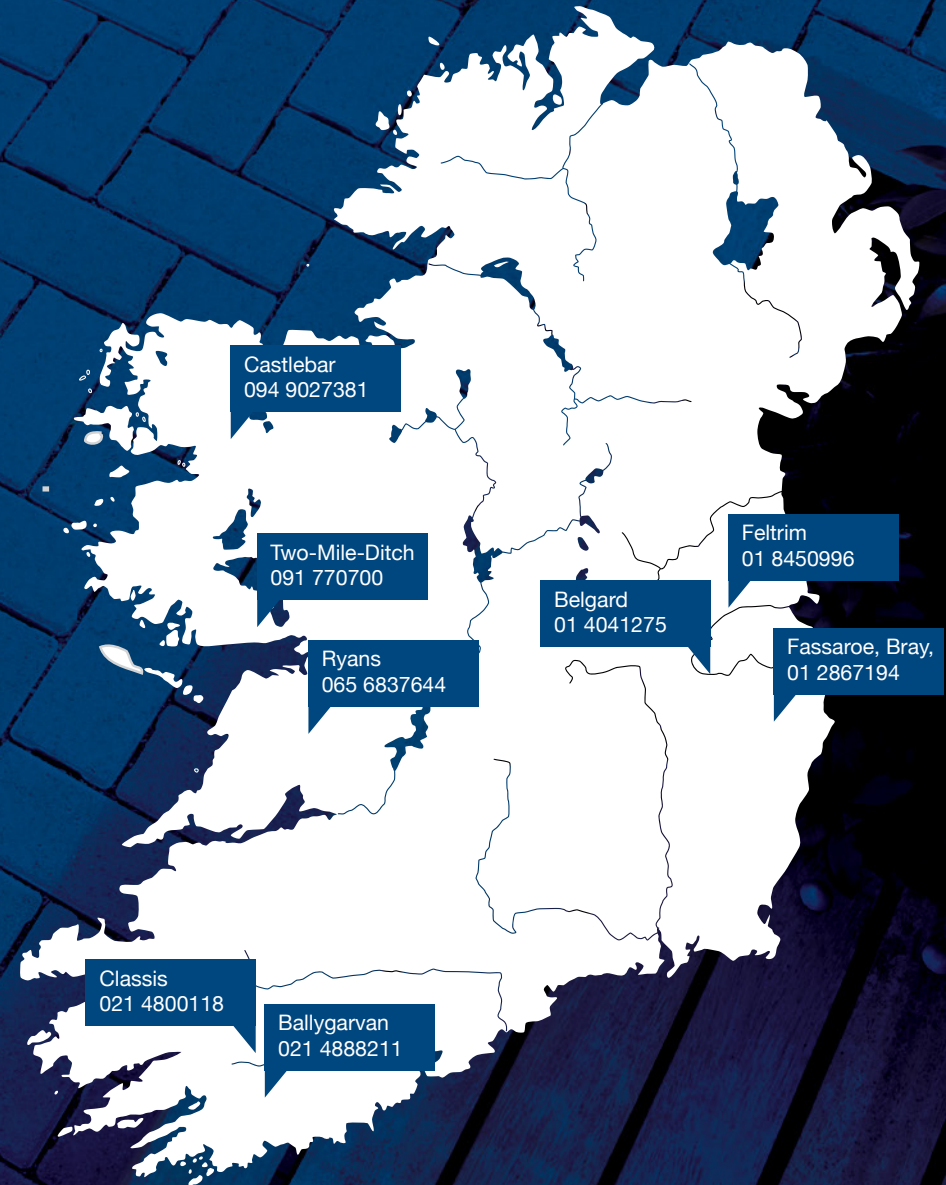 Castlebar
094 9027381
Feltrim
01 8450996
Two-Mile-Ditch
091 770700
Belgard
01 4041275
Fassaroe, Bray,
01 2867194
Ryans
065 6837644
Classis
021 4800118
Ballygarvan
021 4888211